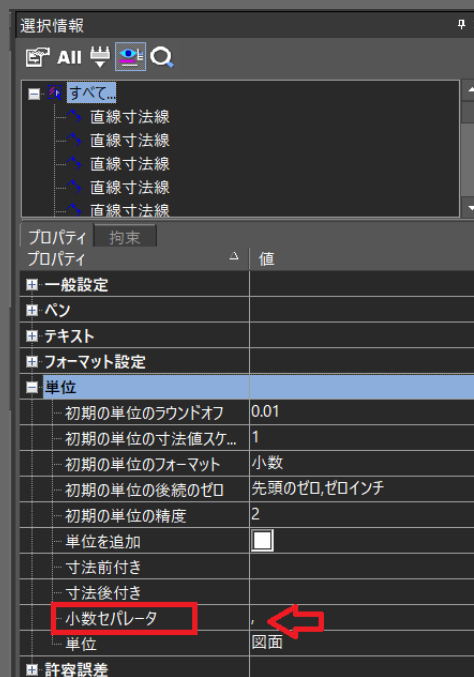 選択情報
All
すべて...
直線寸法線
直線寸法線
直線寸法線
直線寸法線
直線寸法線
プロパティ 拘束
プロパティ 値
一般設定
ペン
テキスト
フォーマット設定
単位
初期の単位のラウンドオフ 0.01
初期の単位の寸法値スケ... 1
初期の単位のフォーマット 小数
初期の単位の後続のゼロ 先頭のゼロ,ゼロインチ
初期の単位の精度 2
単位を追加
寸法前付き
寸法後付き
小数セパレータ ,
単位 図面
許容誤差